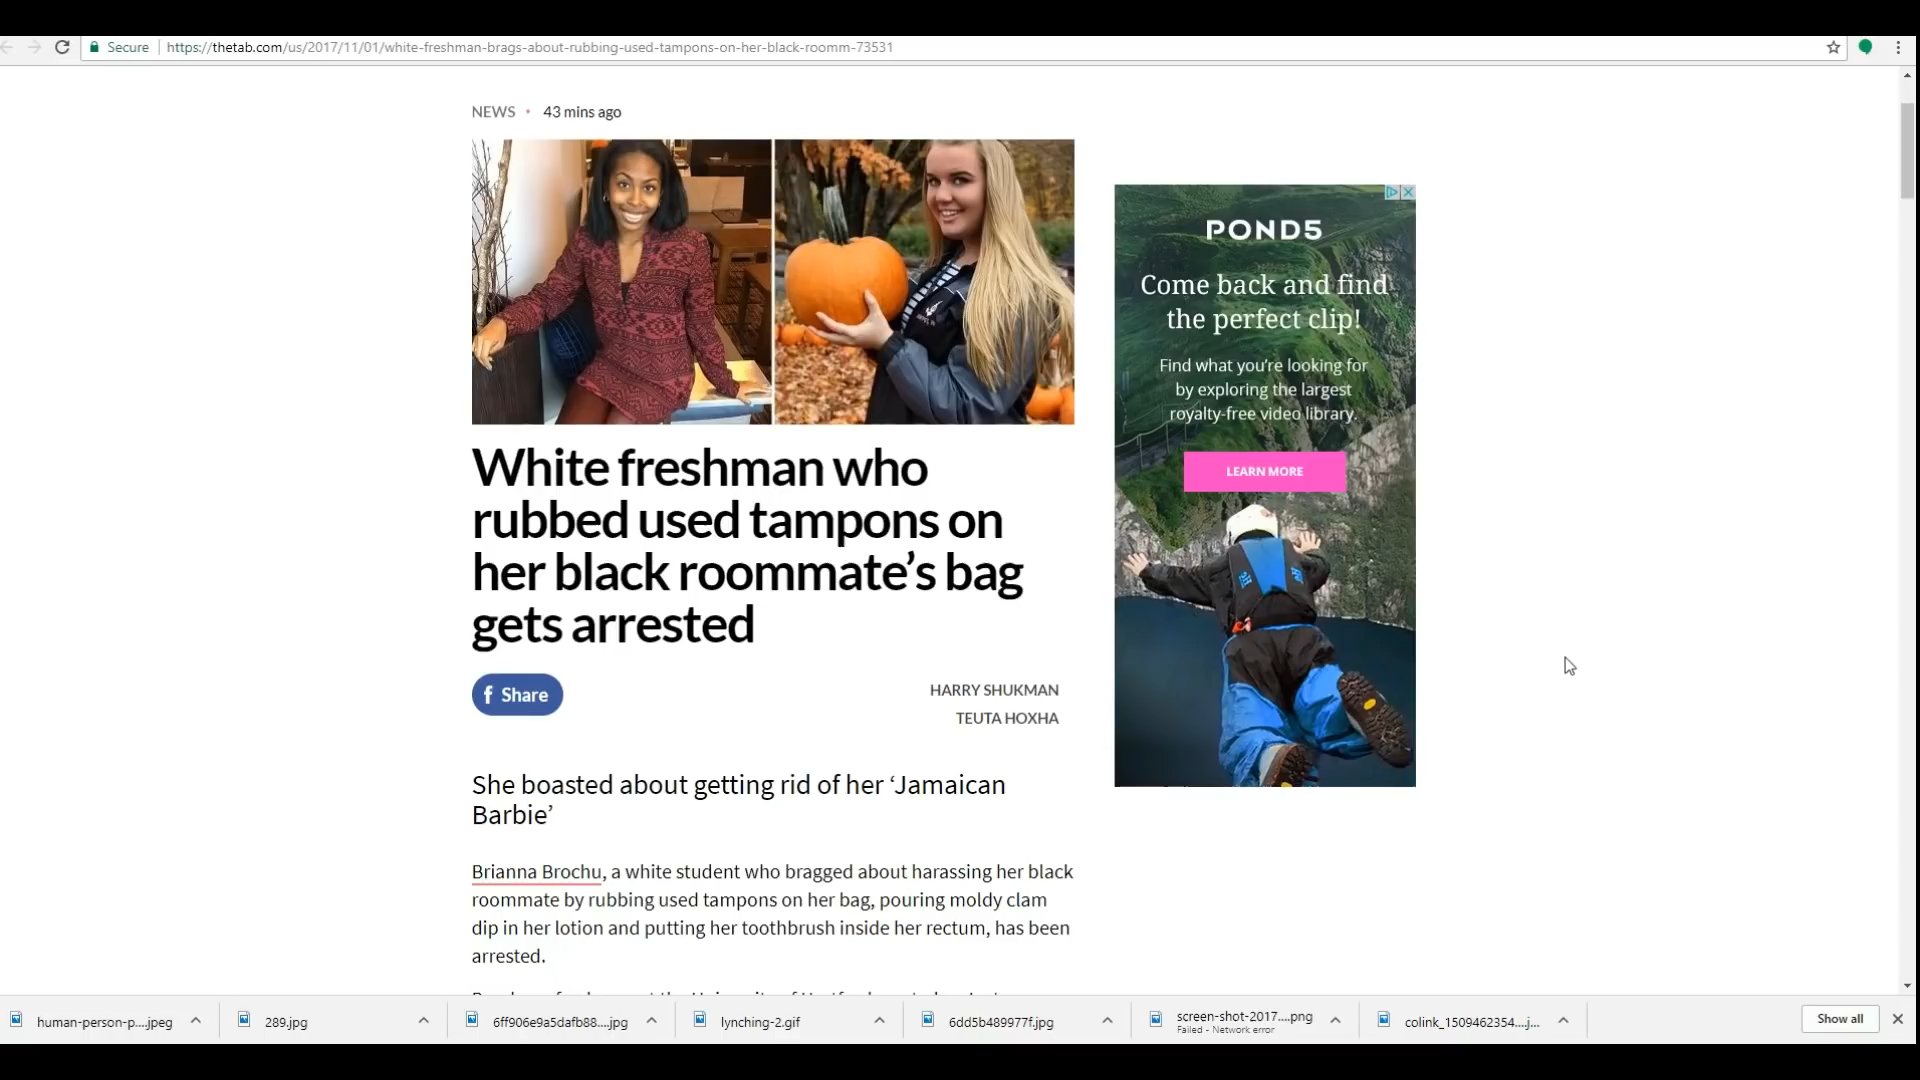 Secure
https://thetab.com/us/2017/11/01/white-freshman-brags-about-rubbing-used-tampons-on-her-black-roomm-73531
NEWS • 43 mins ago
White freshman who
rubbed used tampons on
her black roommate’s bag
gets arrested
f Share
HARRY SHUKMAN
TEUTA HOXHA
She boasted about getting rid of her ‘Jamaican
Barbie’
Brianna Brochu, a white student who bragged about harassing her black
roommate by rubbing used tampons on her bag, pouring moldy clam
dip in her lotion and putting her toothbrush inside her rectum, has been
arrested.
POND5
Come back and find
the perfect clip!
Find what you’re looking for
by exploring the largest
royalty-free video library.
LEARN MORE
human-person-p....jpeg
289.jpg
6ff906e9a5dafb88....jpg
lynching-2.gif
6dd5b489977f.jpg
screen-shot-2017....png
Failed - Network error
colink_1509462354....j...
Show all